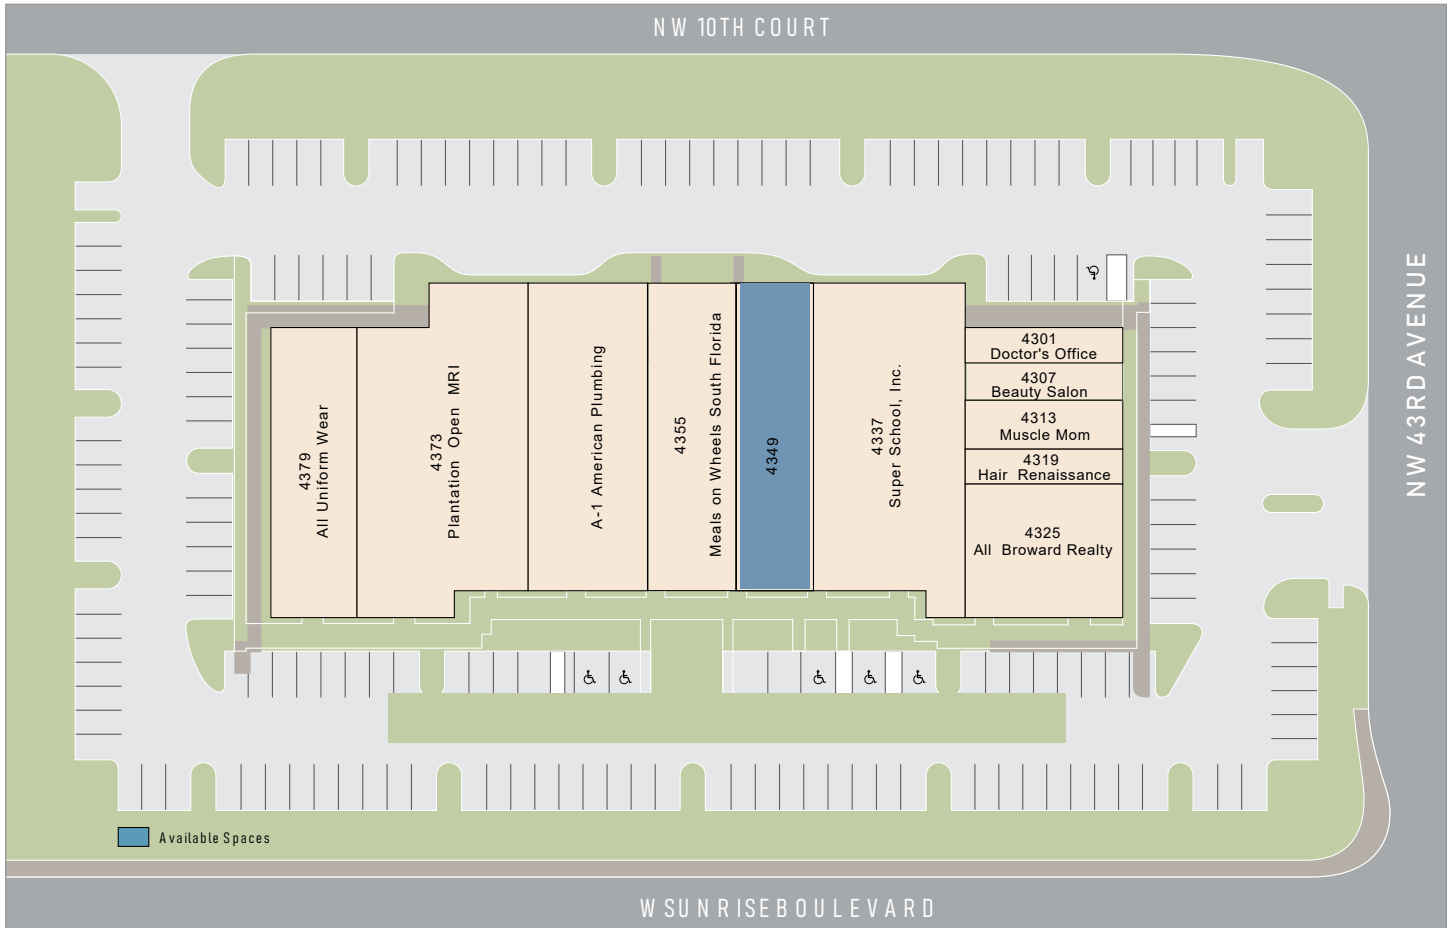 NW 10TH COURT
NW 43RD AVENUE
4379
All Uniform Wear
4373
Plantation Open MRI
A-1 American Plumbing
4355
Meals on Wheels South Florida
4349
4337
Super School, Inc.
4301
Doctor's Office
4307
Beauty Salon
4313
Muscle Mom
4319
Hair Renaissance
4325
All Broward Realty
Available Spaces
W SUNRISE BOULEVARD